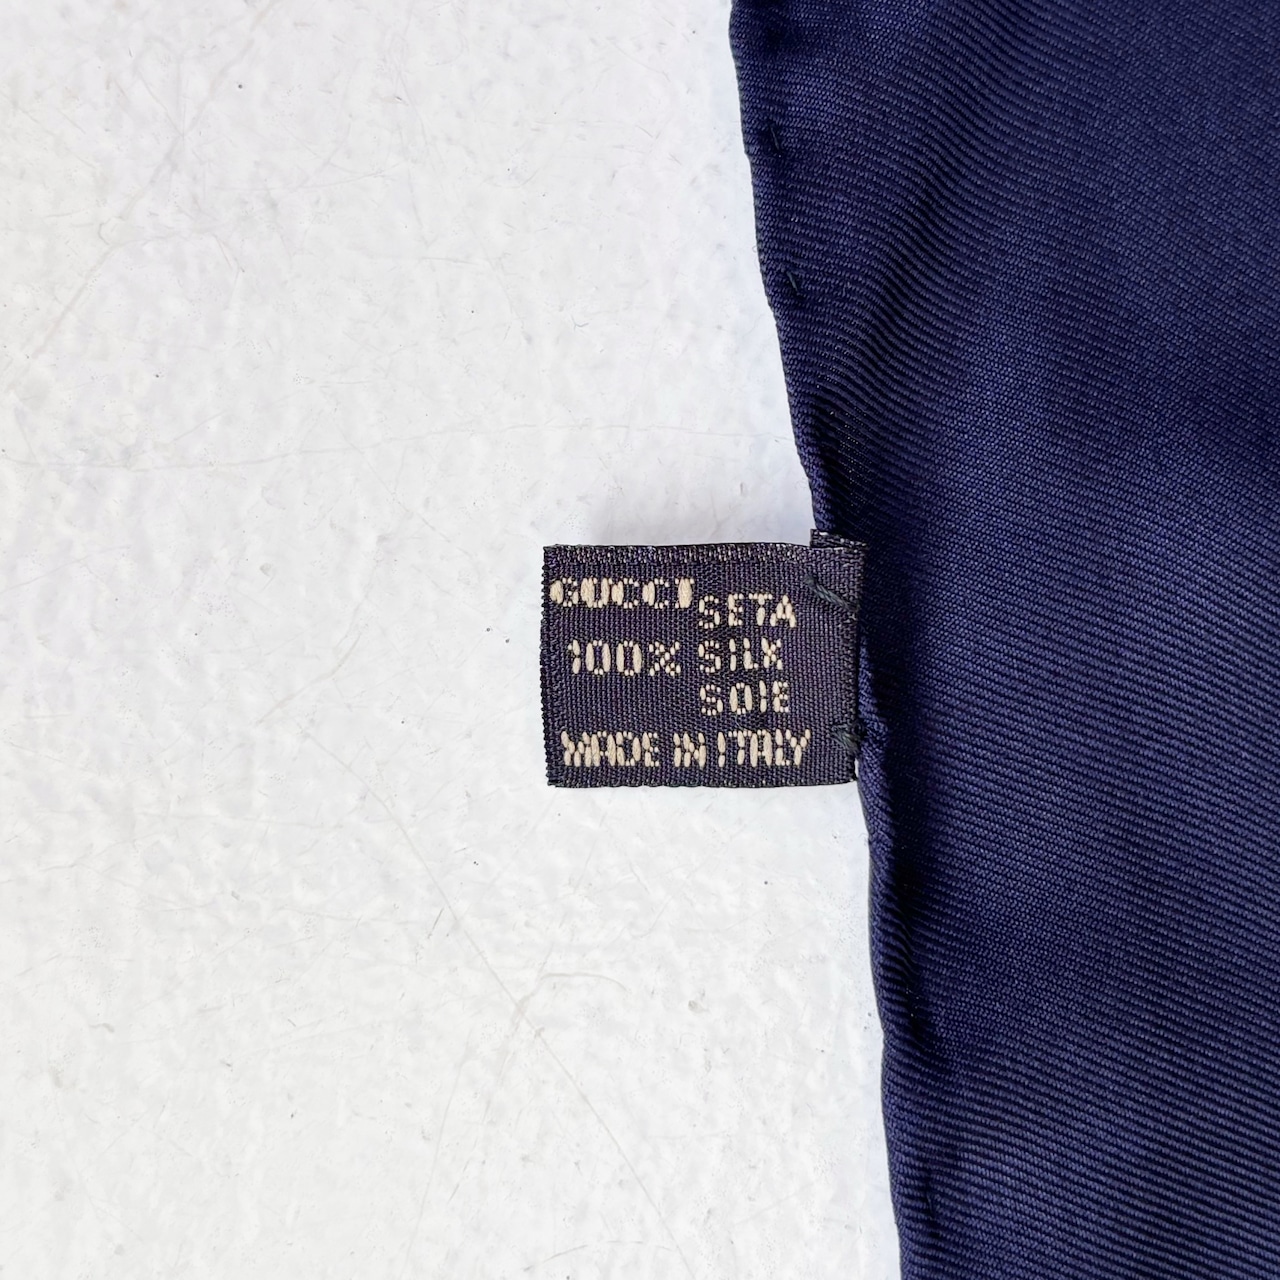 GUCCI
SETA
100% SILK
SOIE
MADE IN ITALY